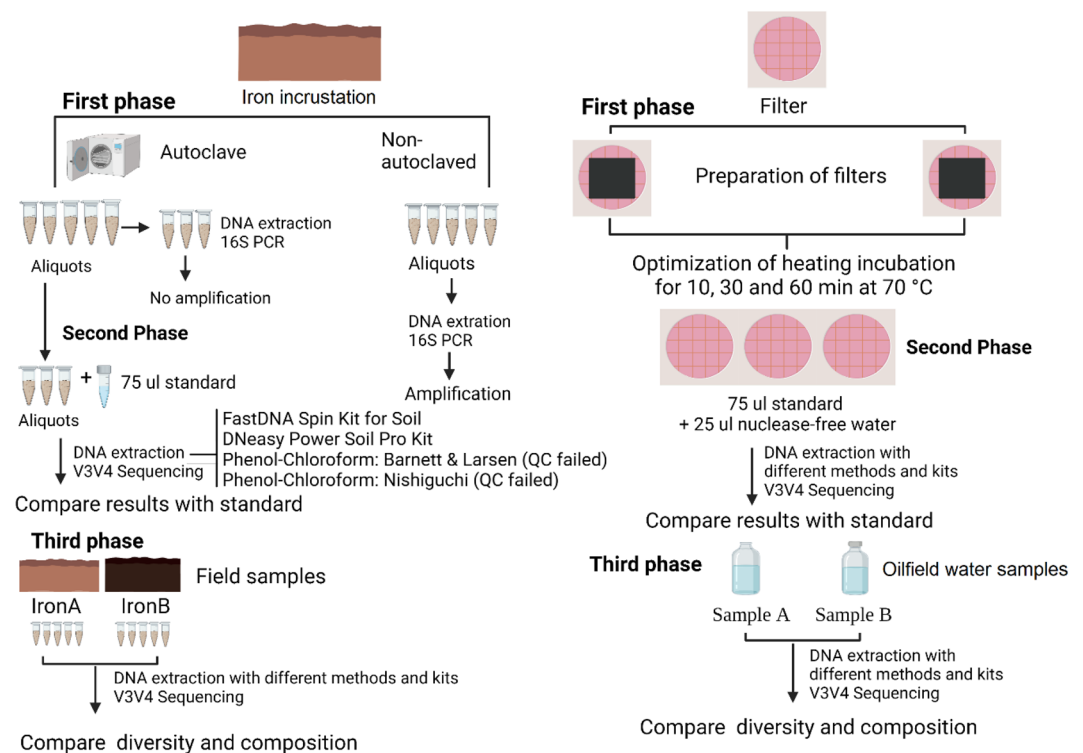 Iron incrustation
First phase
Autoclave
Non-
autoclaved
DNA extraction
16S PCR
Aliquots
No amplification
Aliquots
DNA extration
16S PCR
Amplification
Second Phase
+ 75 ul standard
Aliquots
DNA extraction
V3V4 Sequencing
FastDNA Spin Kit for Soil
DNeasy Power Soil Pro Kit
Phenol-Chloroform: Barnett & Larsen (QC failed)
Phenol-Chloroform: Nishiguchi (QC failed)
Compare results with standard
Third phase
Field samples
IronA
IronB
DNA extraction with different methods and kits
V3V4 Sequencing
Compare diversity and composition
Filter
First phase
Preparation of filters
Optimization of heating incubation
for 10, 30 and 60 min at 70 °C
Second Phase
75 ul standard
+ 25 ul nuclease-free water
DNA extraction with
different methods and kits
V3V4 Sequencing
Compare results with standard
Third phase
Oilfield water samples
Sample A
Sample B
DNA extraction with
different methods and kits
V3V4 Sequencing
Compare diversity and composition